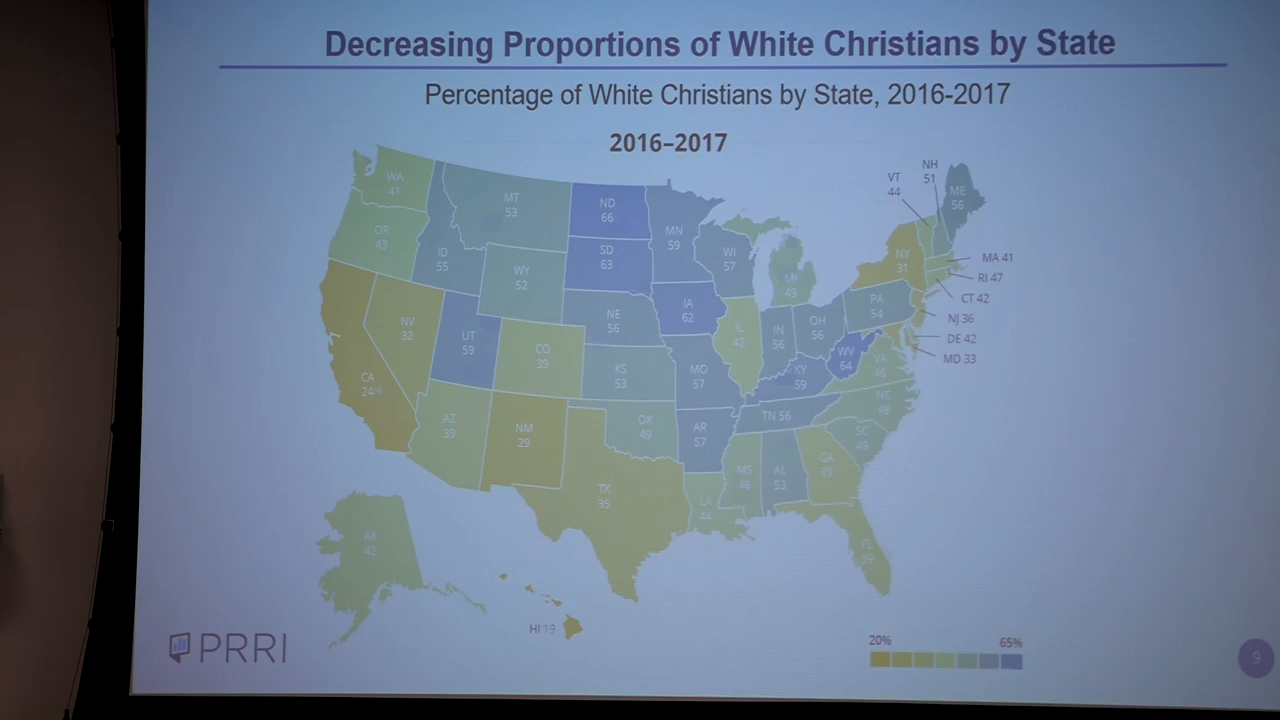 Decreasing Proportions of White Christians by State
Percentage of White Christians by State, 2016-2017
2016–2017
WA
41
OR
43
CA
24
NV
32
ID
55
MT
53
WY
52
UT
59
CO
39
AZ
39
NM
29
ND
66
SD
63
NE
56
KS
53
OK
49
TX
35
MN
59
IA
62
MO
57
AR
57
LA
44
WI
57
IL
42
MI
49
IN
56
OH
56
KY
59
TN 56
MS
46
AL
53
GA
39
FL
39
SC
49
NC
48
VA
46
WV
64
PA
54
NY
31
VT
44
NH
51
ME
56
MA 41
RI 47
CT 42
NJ 36
DE 42
MD 33
AK
42
HI 19
20%
65%
PRRI
9